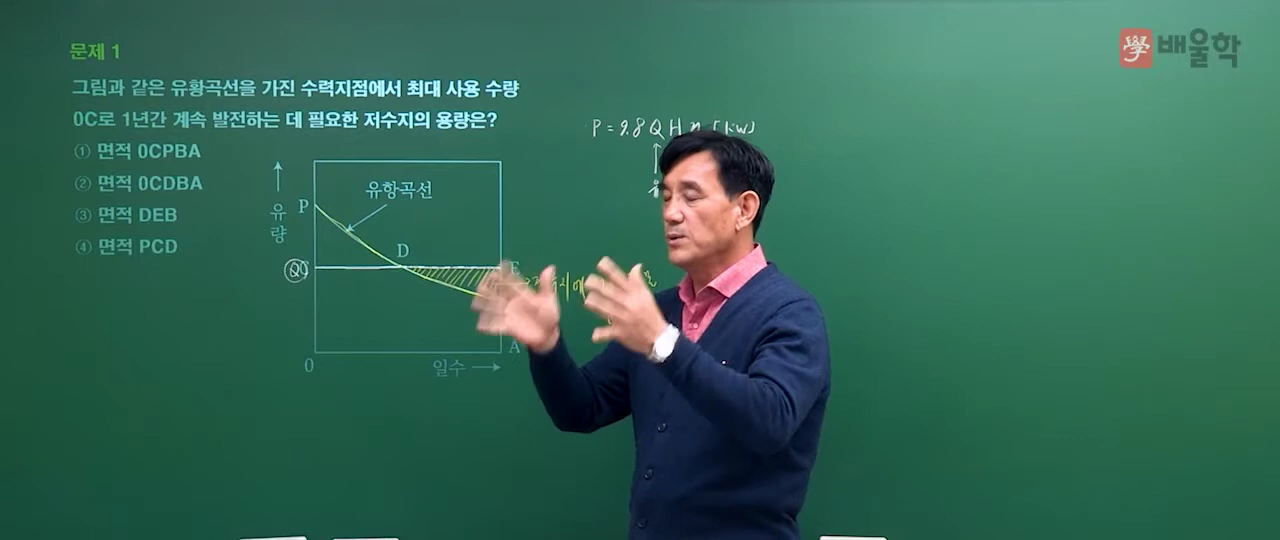 學 배울학
문제 1
그림과 같은 유황곡선을 가진 수력지점에서 최대 사용 수량
0C로 1년간 계속 발전하는 데 필요한 저수지의 용량은?
① 면적 0CPBA
② 면적 0CDBA
③ 면적 DEB
④ 면적 PCD
P = 9.8 Q H η [kW]
유
유항곡선
유량
P
D
E
A
0
일수